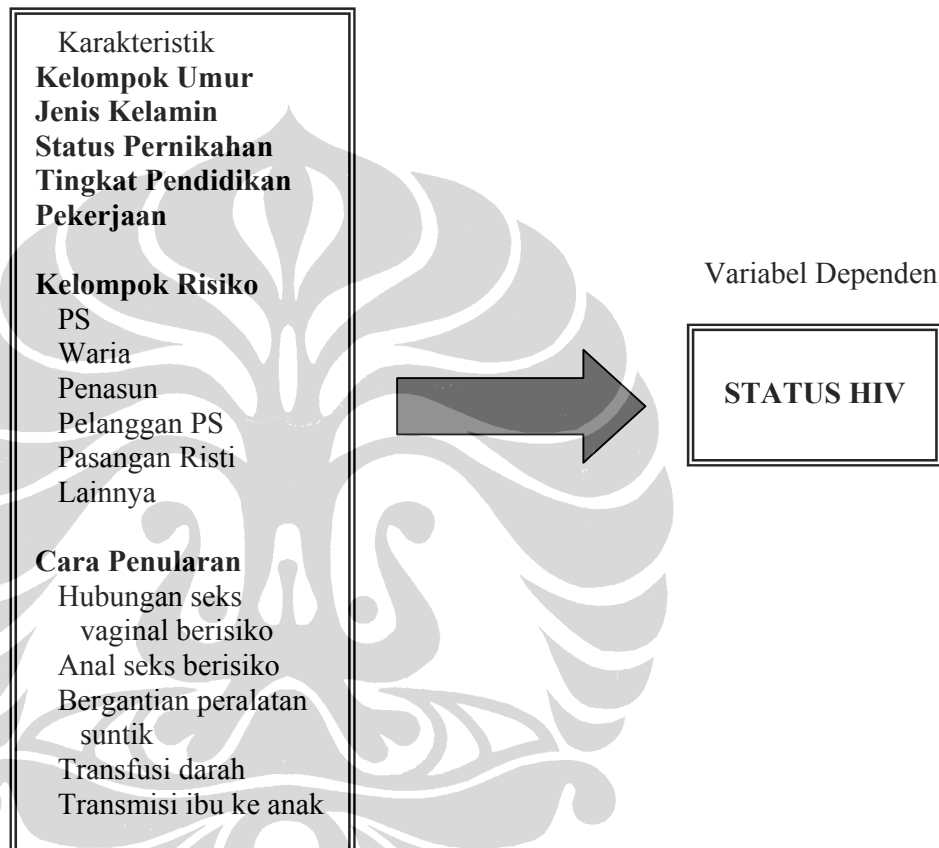 Karakteristik
Kelompok Umur
Jenis Kelamin
Status Pernikahan
Tingkat Pendidikan
Pekerjaan
Kelompok Risiko
PS
Waria
Penasun
Pelanggan PS
Pasangan Risti
Lainnya
Cara Penularan
Hubungan seks
vaginal berisiko
Anal seks berisiko
Bergantian peralatan
suntik
Transfusi darah
Transmisi ibu ke anak
Variabel Dependen
STATUS HIV